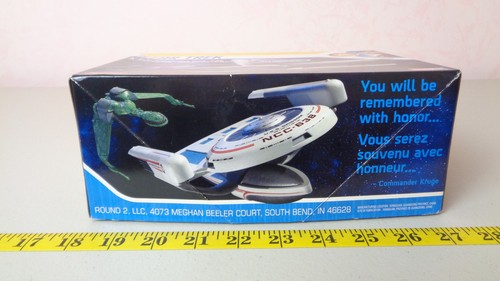 You will be
remembered
with honor...
Vous serez
souvenu avec
honneur...
- Commander Kruge
NCC-638
ROUND 2, LLC, 4073 MEGHAN BEELER COURT, SOUTH BEND, IN 46628
17 18 19 20 21 22 23 24 25 26 27 28